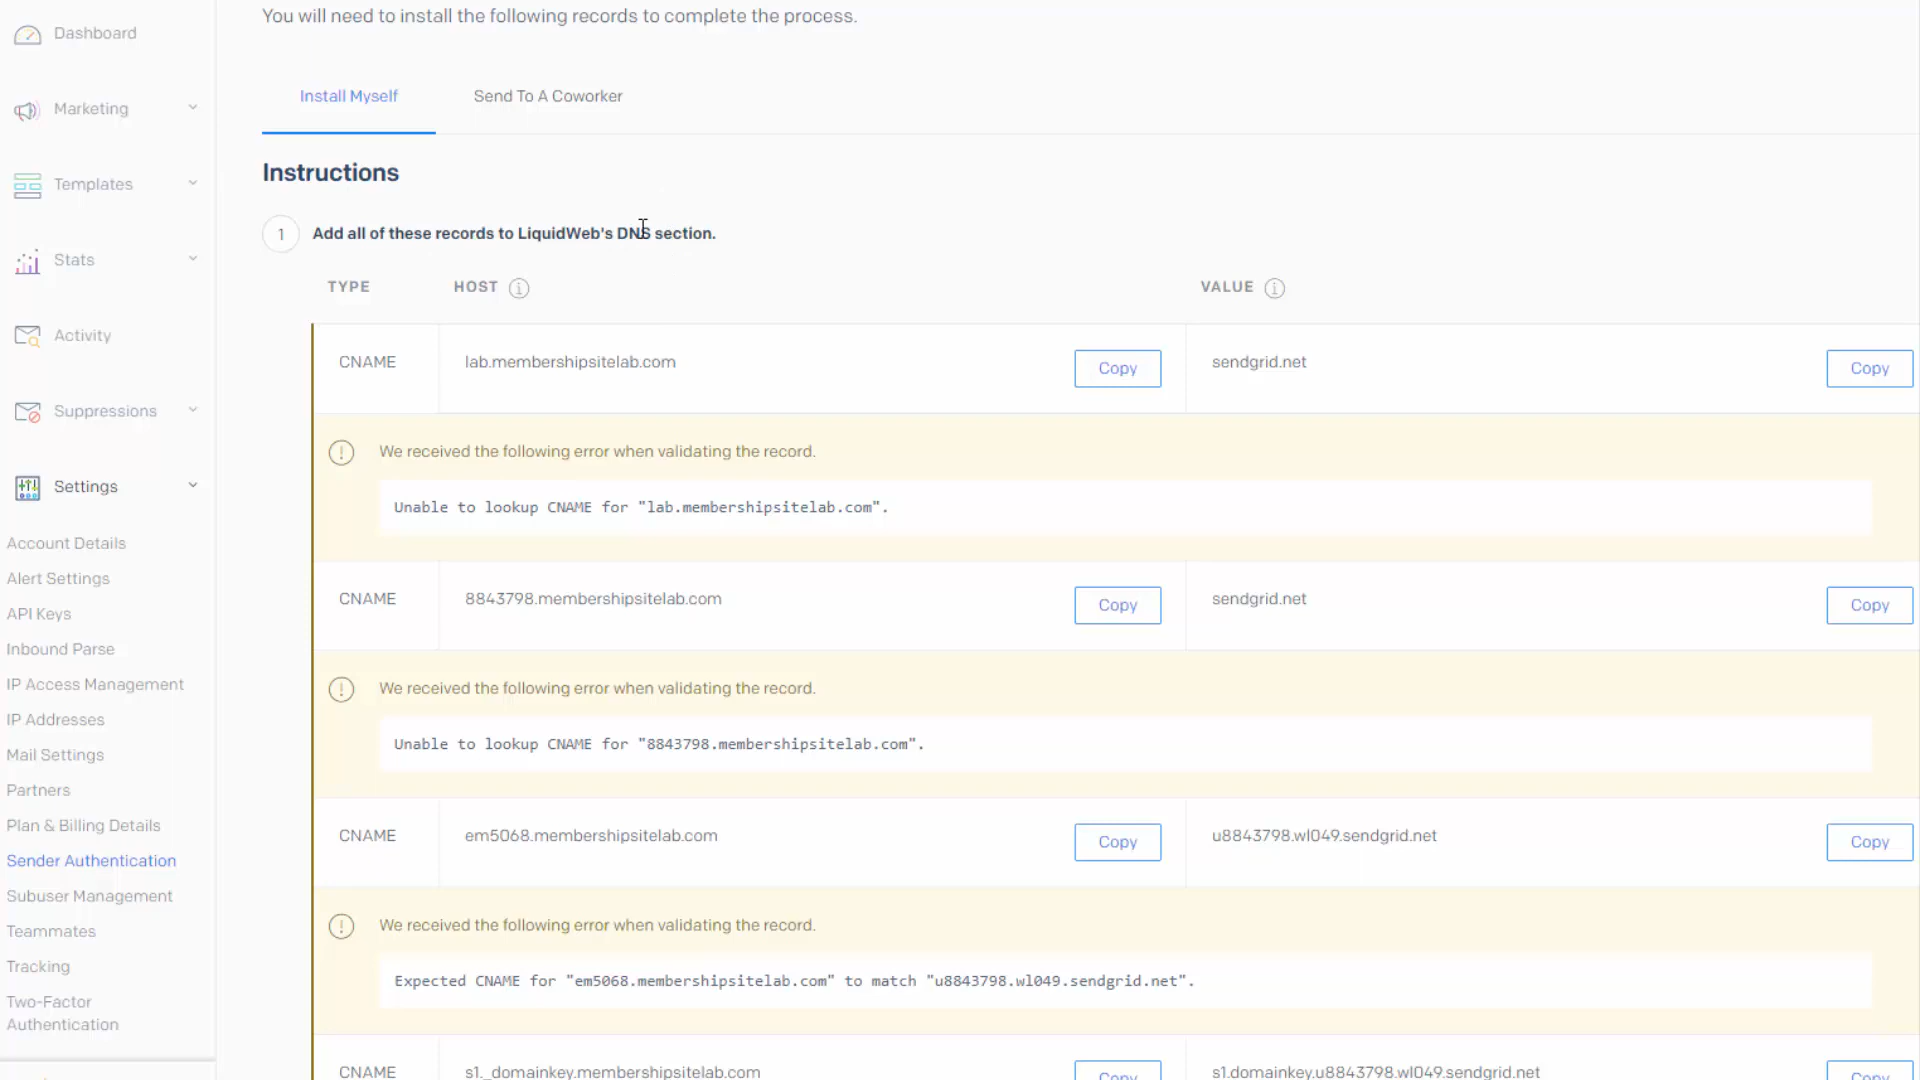 You will need to install the following records to complete the process.
Dashboard
Marketing
Templates
Stats
Activity
Suppressions
Settings
Account Details
Alert Settings
API Keys
Inbound Parse
IP Access Management
IP Addresses
Mail Settings
Partners
Plan & Billing Details
Sender Authentication
Subuser Management
Teammates
Tracking
Two-Factor
Authentication
Install Myself Send To A Coworker
Instructions
1 Add all of these records to LiquidWeb's DNS section.
TYPE HOST VALUE
CNAME lab.membershipsitelab.com Copy sendgrid.net Copy
We received the following error when validating the record.
Unable to lookup CNAME for "lab.membershipsitelab.com".
CNAME 8843798.membershipsitelab.com Copy sendgrid.net Copy
We received the following error when validating the record.
Unable to lookup CNAME for "8843798.membershipsitelab.com".
CNAME em5068.membershipsitelab.com Copy u8843798.wl049.sendgrid.net Copy
We received the following error when validating the record.
Expected CNAME for "em5068.membershipsitelab.com" to match "u8843798.wl049.sendgrid.net".
CNAME s1._domainkey.membershipsitelab.com Copy s1.domainkey.u8843798.wl049.sendgrid.net Copy